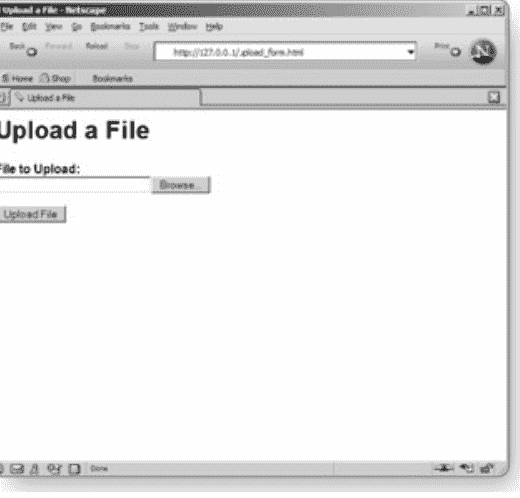 Upload a File - Netscape
File Edit View Go Bookmarks Tools Window Help
Back Forward Reload Stop http://127.0.0.1/upload_form.html Print N
Home Shop Bookmarks
Upload a File
Upload a File
File to Upload:
Browse...
Upload File
Done